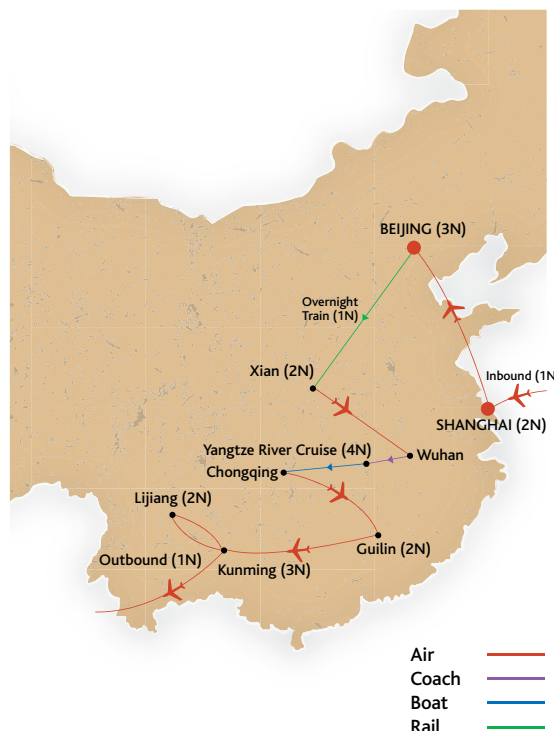 BEIJING (3N)
Overnight
Train (1N)
Xian (2N)
Inbound (1N
SHANGHAI (2N)
Yangtze River Cruise (4N)
Wuhan
Chongqing
Lijiang (2N)
Guilin (2N)
Outbound (1N)
Kunming (3N)
Air
Coach
Boat
Rail